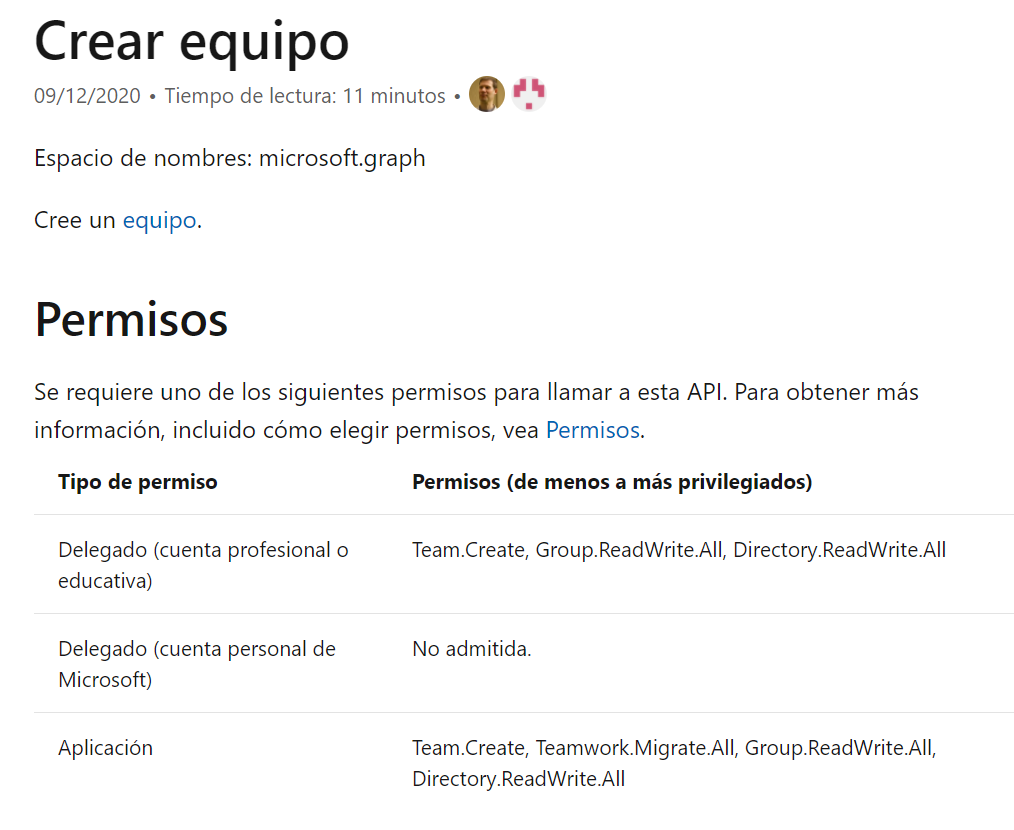 Crear equipo
09/12/2020 • Tiempo de lectura: 11 minutos •
Espacio de nombres: microsoft.graph
Cree un equipo.
Permisos
Se requiere uno de los siguientes permisos para llamar a esta API. Para obtener más
información, incluido cómo elegir permisos, vea Permisos.
Tipo de permiso Permisos (de menos a más privilegiados)
Delegado (cuenta profesional o Team.Create, Group.ReadWrite.All, Directory.ReadWrite.All
educativa)
Delegado (cuenta personal de No admitida.
Microsoft)
Aplicación Team.Create, Teamwork.Migrate.All, Group.ReadWrite.All,
Directory.ReadWrite.All